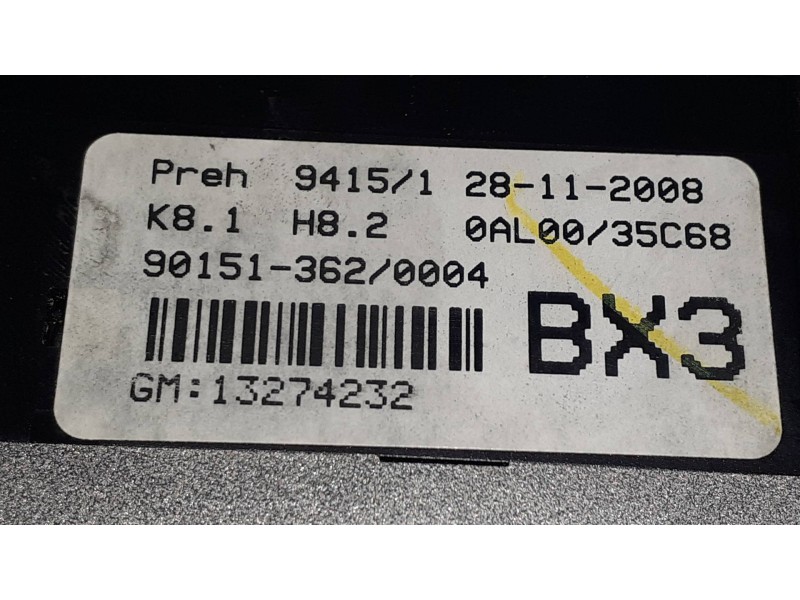 Preh 9415/1 28-11-2008
K8.1 H8.2 0AL00/35C68
90151-362/0004
BX3
GM:13274232